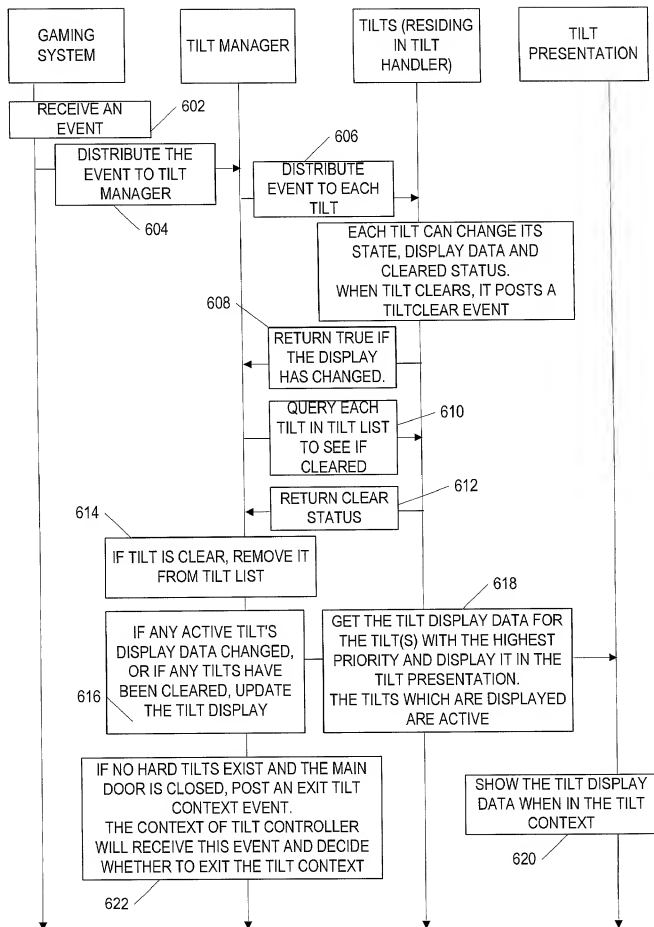 GAMING
SYSTEM
TILT MANAGER
TILTS (RESIDING
IN TILT
HANDLER)
TILT
PRESENTATION
RECEIVE AN
EVENT
602
DISTRIBUTE THE
EVENT TO TILT
MANAGER
604
606
DISTRIBUTE
EVENT TO EACH
TILT
EACH TILT CAN CHANGE ITS
STATE, DISPLAY DATA AND
CLEARED STATUS.
WHEN TILT CLEARS, IT POSTS A
TILTCLEAR EVENT
608
RETURN TRUE IF
THE DISPLAY
HAS CHANGED.
QUERY EACH
TILT IN TILT LIST
TO SEE IF
CLEARED
610
RETURN CLEAR
STATUS
612
614
IF TILT IS CLEAR, REMOVE IT
FROM TILT LIST
IF ANY ACTIVE TILT'S
DISPLAY DATA CHANGED,
OR IF ANY TILTS HAVE
BEEN CLEARED, UPDATE
THE TILT DISPLAY
616
618
GET THE TILT DISPLAY DATA FOR
THE TILT(S) WITH THE HIGHEST
PRIORITY AND DISPLAY IT IN THE
TILT PRESENTATION.
THE TILTS WHICH ARE DISPLAYED
ARE ACTIVE
IF NO HARD TILTS EXIST AND THE MAIN
DOOR IS CLOSED, POST AN EXIT TILT
CONTEXT EVENT.
THE CONTEXT OF TILT CONTROLLER
WILL RECEIVE THIS EVENT AND DECIDE
WHETHER TO EXIT THE TILT CONTEXT
622
SHOW THE TILT DISPLAY
DATA WHEN IN THE TILT
CONTEXT
620